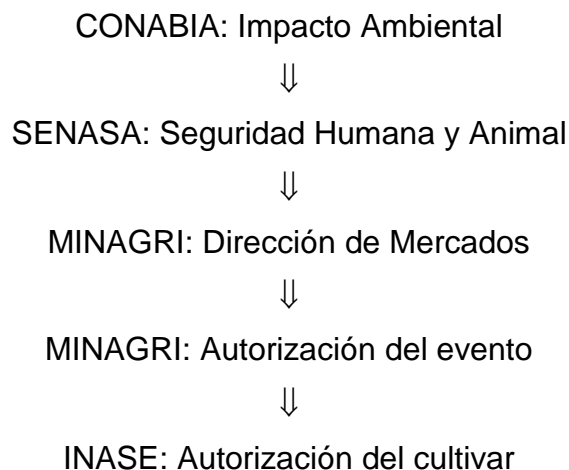 CONABIA: Impacto Ambiental
⇓
SENASA: Seguridad Humana y Animal
⇓
MINAGRI: Dirección de Mercados
⇓
MINAGRI: Autorización del evento
⇓
INASE: Autorización del cultivar